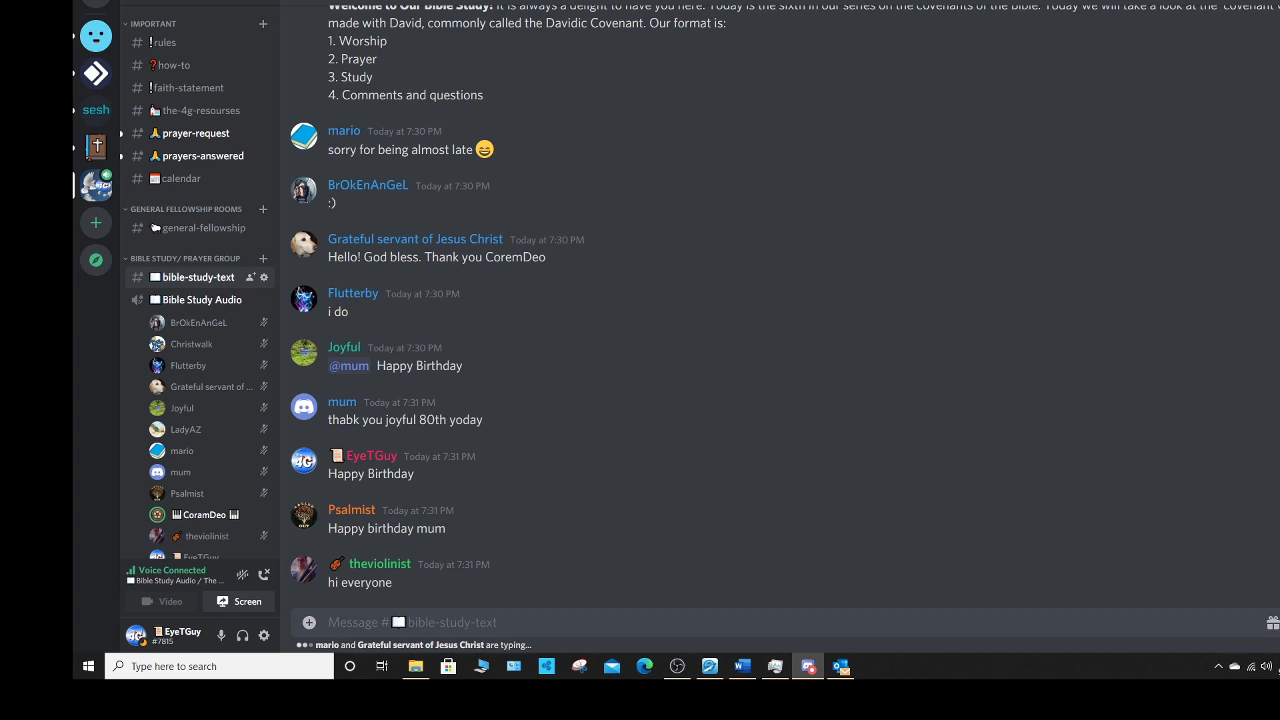 IMPORTANT
!rules
how-to
!faith-statement
the-4g-resourses
prayer-request
prayers-answered
calendar
GENERAL FELLOWSHIP ROOMS
general-fellowship
BIBLE STUDY/ PRAYER GROUP
bible-study-text
Bible Study Audio
BrOkEnAnGeL
Christwalk
Flutterby
Grateful servant of ...
Joyful
LadyAZ
mario
mum
Psalmist
CoramDeo
theviolinist
EyeTGuy
Voice Connected
Bible Study Audio / The ...
Video Screen
EyeTGuy
#7815
sesh
4G
Welcome to Our Bible Study! It is always a delight to have you here. Today is the sixth in our series on the covenants of the Bible. Today we will take a look at the Covenant
made with David, commonly called the Davidic Covenant. Our format is:
1. Worship
2. Prayer
3. Study
4. Comments and questions
mario Today at 7:30 PM
sorry for being almost late
BrOkEnAnGeL Today at 7:30 PM
:)
Grateful servant of Jesus Christ Today at 7:30 PM
Hello! God bless. Thank you CoremDeo
Flutterby Today at 7:30 PM
i do
Joyful Today at 7:30 PM
@mum Happy Birthday
mum Today at 7:31 PM
thabk you joyful 80th yoday
EyeTGuy Today at 7:31 PM
Happy Birthday
Psalmist Today at 7:31 PM
Happy birthday mum
theviolinist Today at 7:31 PM
hi everyone
Message # bible-study-text
mario and Grateful servant of Jesus Christ are typing...
Type here to search